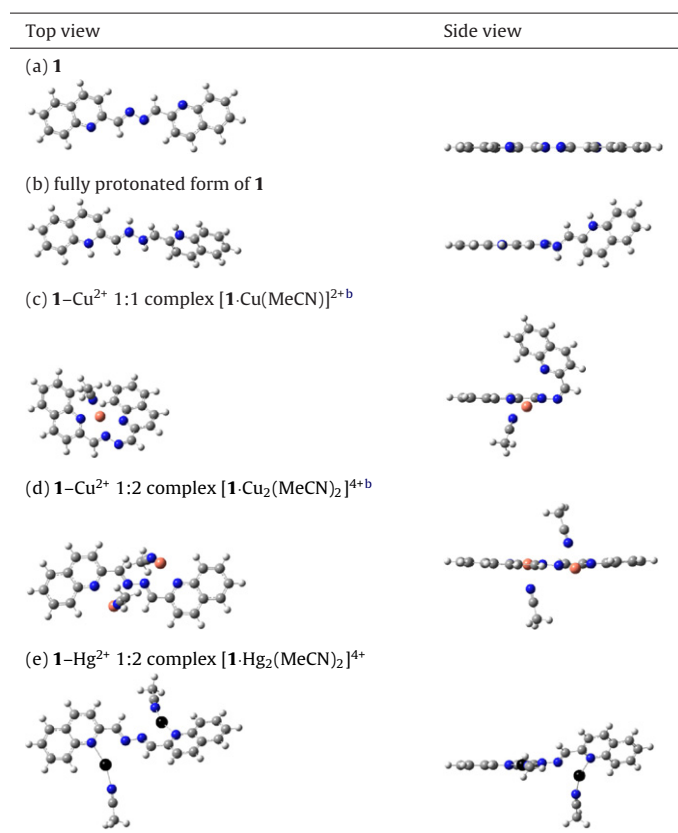 Top view Side view
(a) 1
(b) fully protonated form of 1
(c) 1–Cu²⁺ 1:1 complex [1·Cu(MeCN)]²⁺ᵇ
(d) 1–Cu²⁺ 1:2 complex [1·Cu₂(MeCN)₂]⁴⁺ᵇ
(e) 1–Hg²⁺ 1:2 complex [1·Hg₂(MeCN)₂]⁴⁺